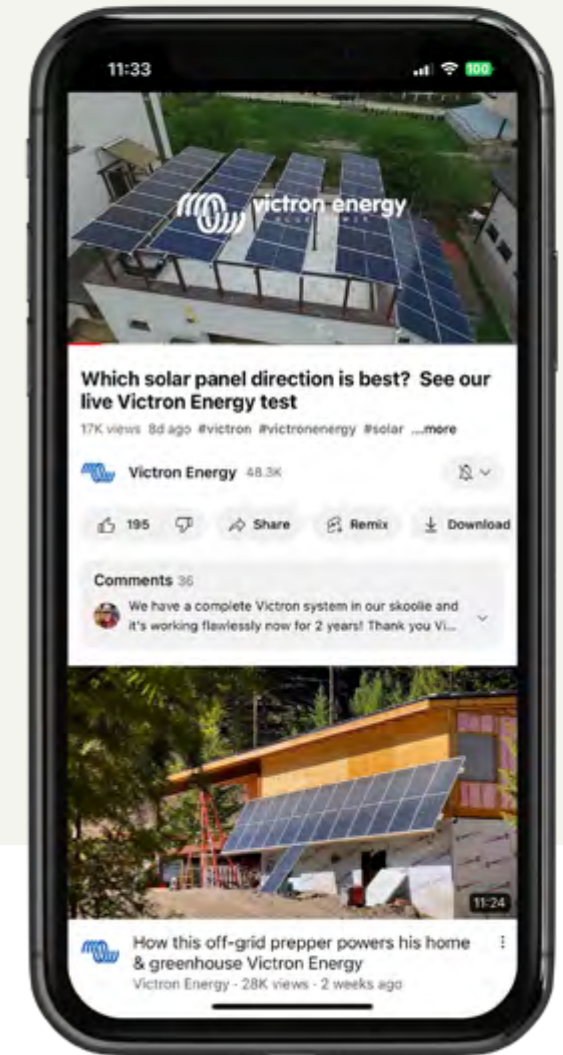 11:33
100
victron energy
BLUE POWER
Which solar panel direction is best? See our
live Victron Energy test
17K views 8d ago #victron #victronenergy #solar ...more
Victron Energy 48.3K
195 Share Remix Download
Comments 36
We have a complete Victron system in our skoolie and
it's working flawlessly now for 2 years! Thank you Vi...
11:24
How this off-grid prepper powers his home
& greenhouse Victron Energy
Victron Energy - 28K views - 2 weeks ago